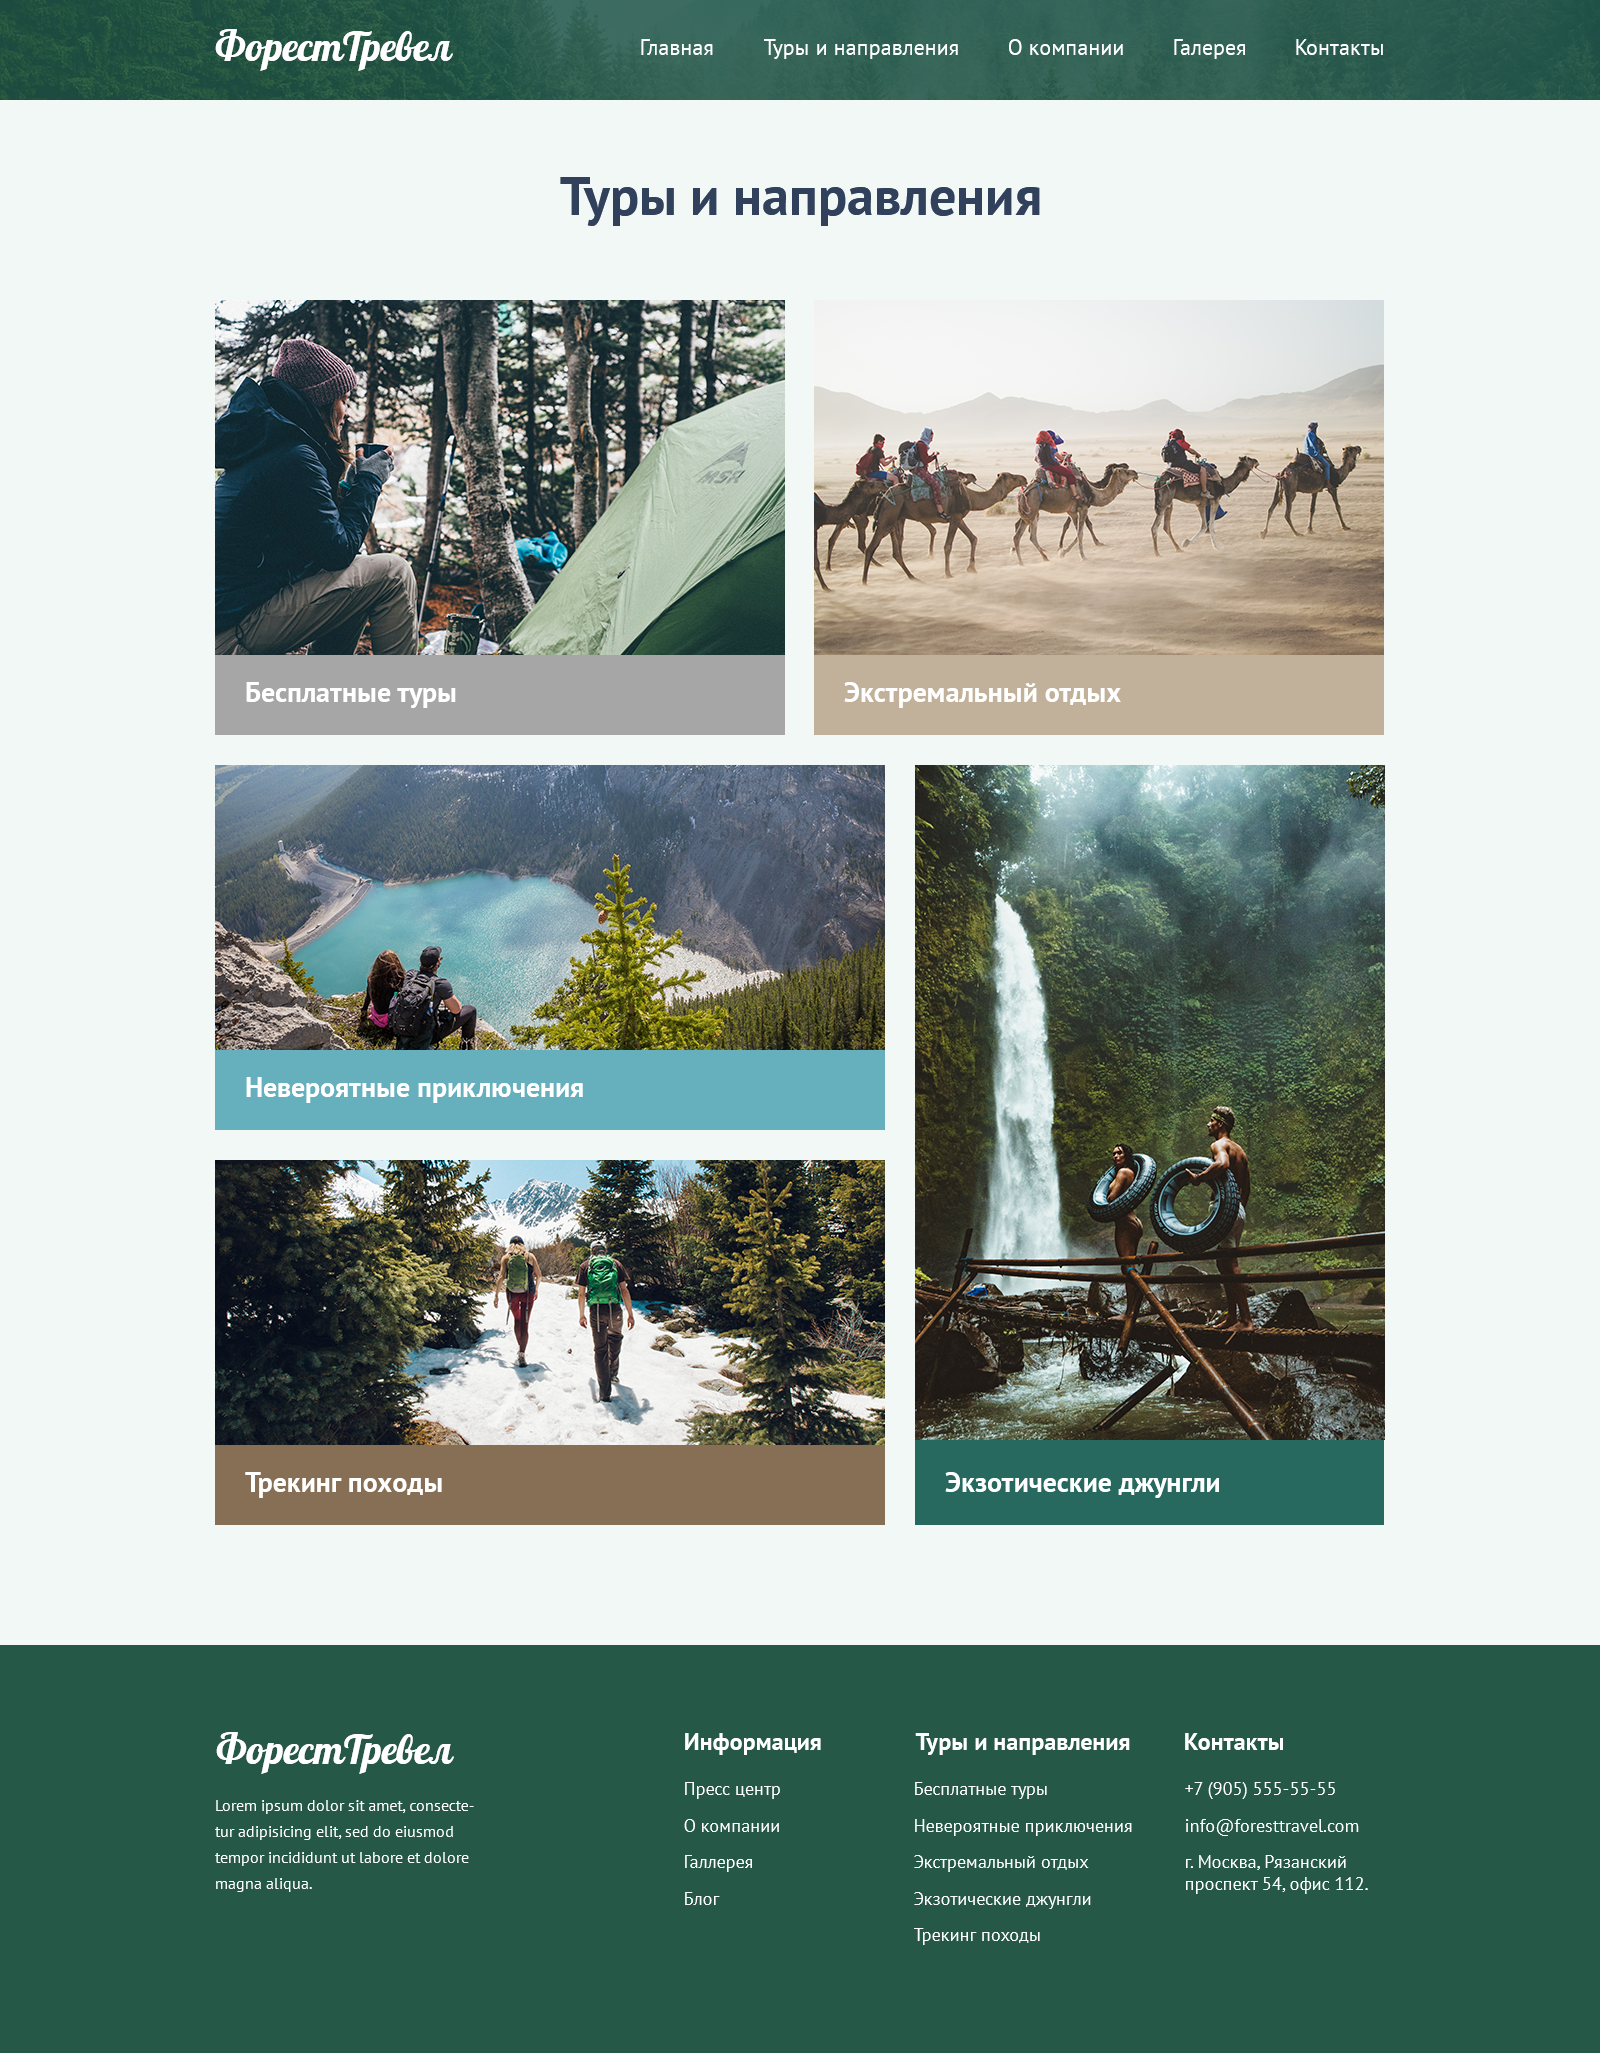 ФорестТревел
Главная Туры и направления О компании Галерея Контакты
Туры и направления
MSR
Бесплатные туры
Экстремальный отдых
Невероятные приключения
Трекинг походы
Экзотические джунгли
ФорестТревел
Lorem ipsum dolor sit amet, consecte-
tur adipisicing elit, sed do eiusmod
tempor incididunt ut labore et dolore
magna aliqua.
Информация
Пресс центр
О компании
Галлерея
Блог
Туры и направления
Бесплатные туры
Невероятные приключения
Экстремальный отдых
Экзотические джунгли
Трекинг походы
Контакты
+7 (905) 555-55-55
info@foresttravel.com
г. Москва, Рязанский
проспект 54, офис 112.